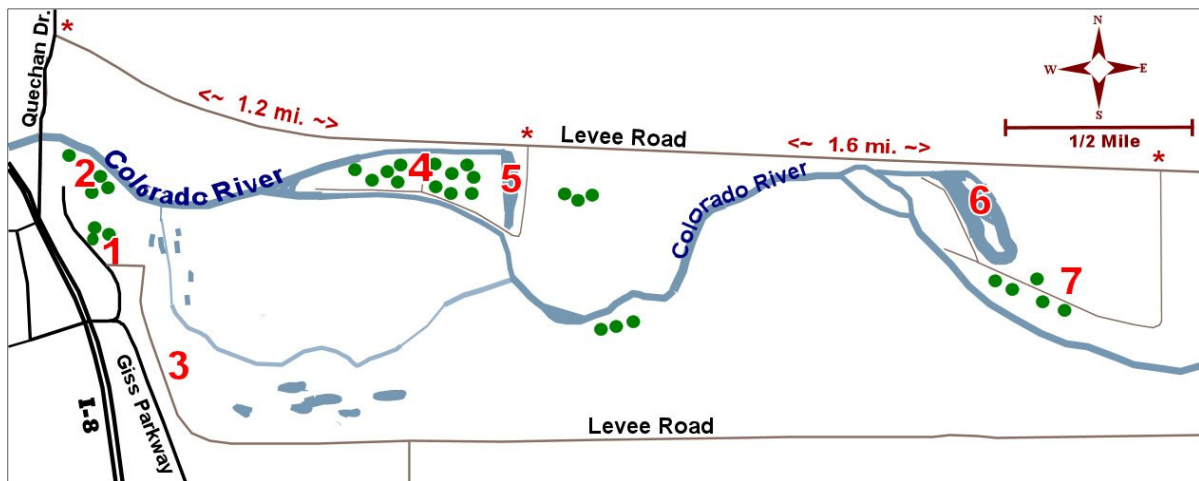 Quechan Dr.
*
<~ 1.2 mi. ~>
Levee Road
*
<~ 1.6 mi. ~>
*
N
W
E
S
1/2 Mile
Colorado River
Colorado River
2
4
5
6
1
7
3
Giss Parkway
I-8
Levee Road